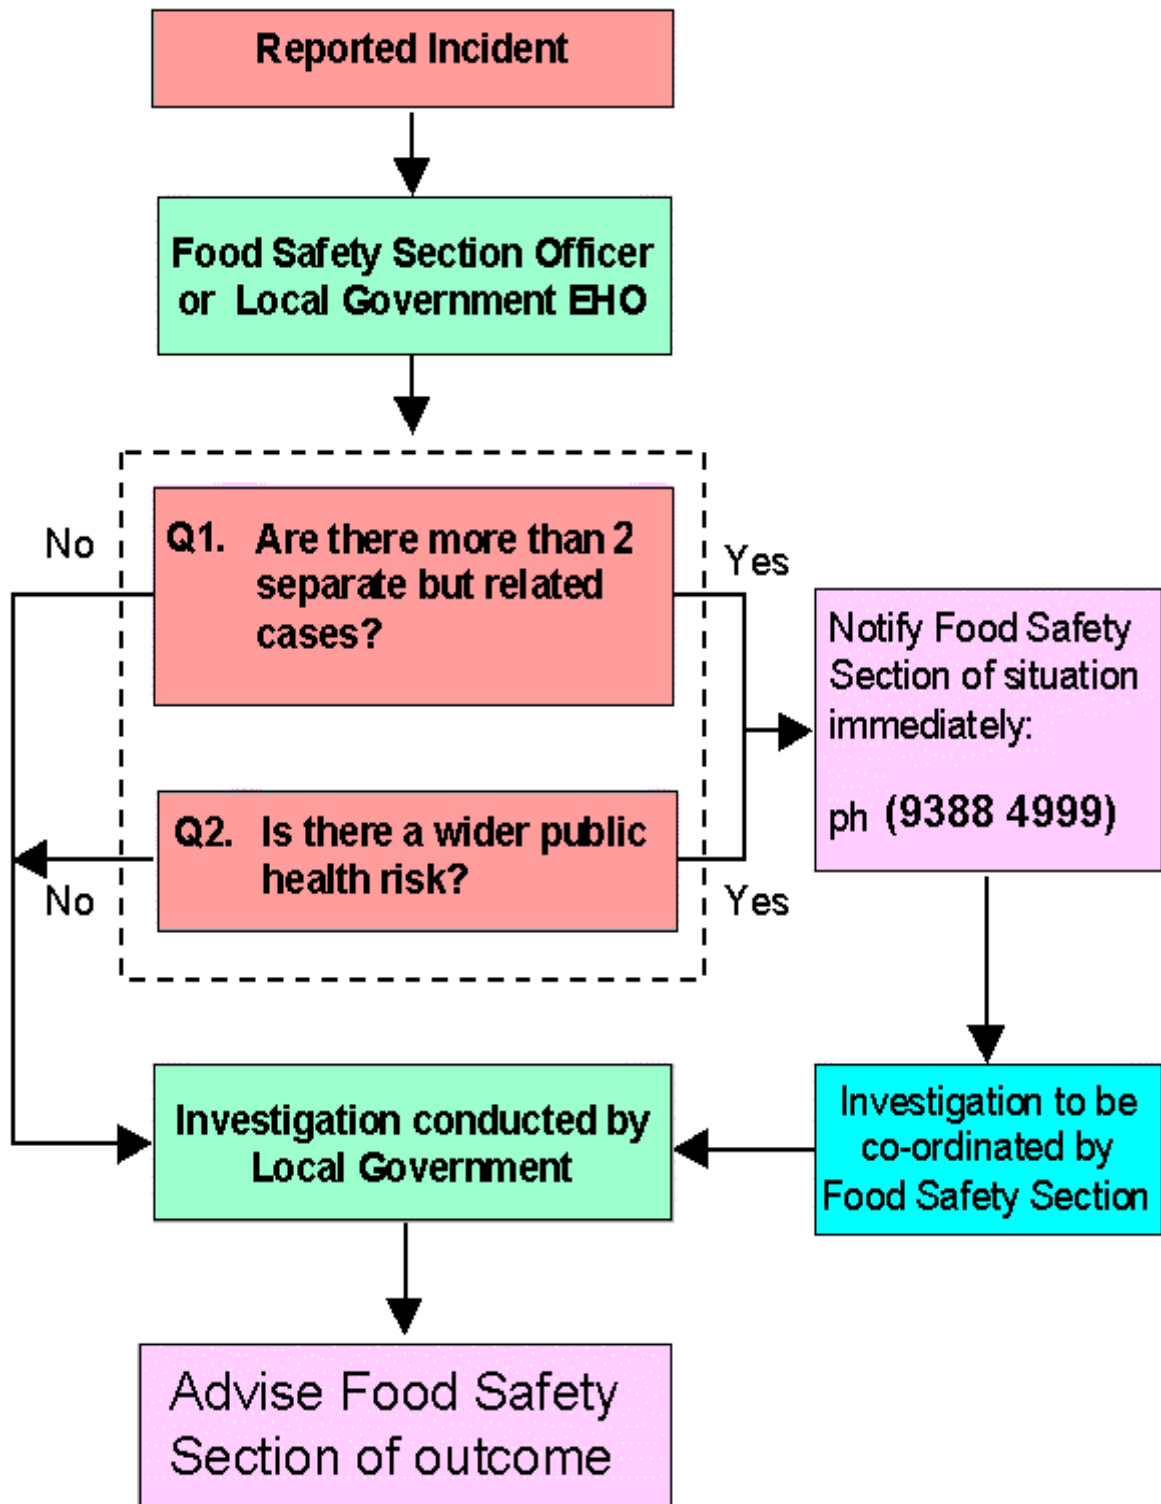 Reported Incident
Food Safety Section Officer
or Local Government EHO
No
Q1. Are there more than 2
separate but related
cases?
Yes
Notify Food Safety
Section of situation
immediately:
ph (9388 4999)
Q2. Is there a wider public
health risk?
No
Yes
Investigation conducted by
Local Government
Investigation to be
co-ordinated by
Food Safety Section
Advise Food Safety
Section of outcome